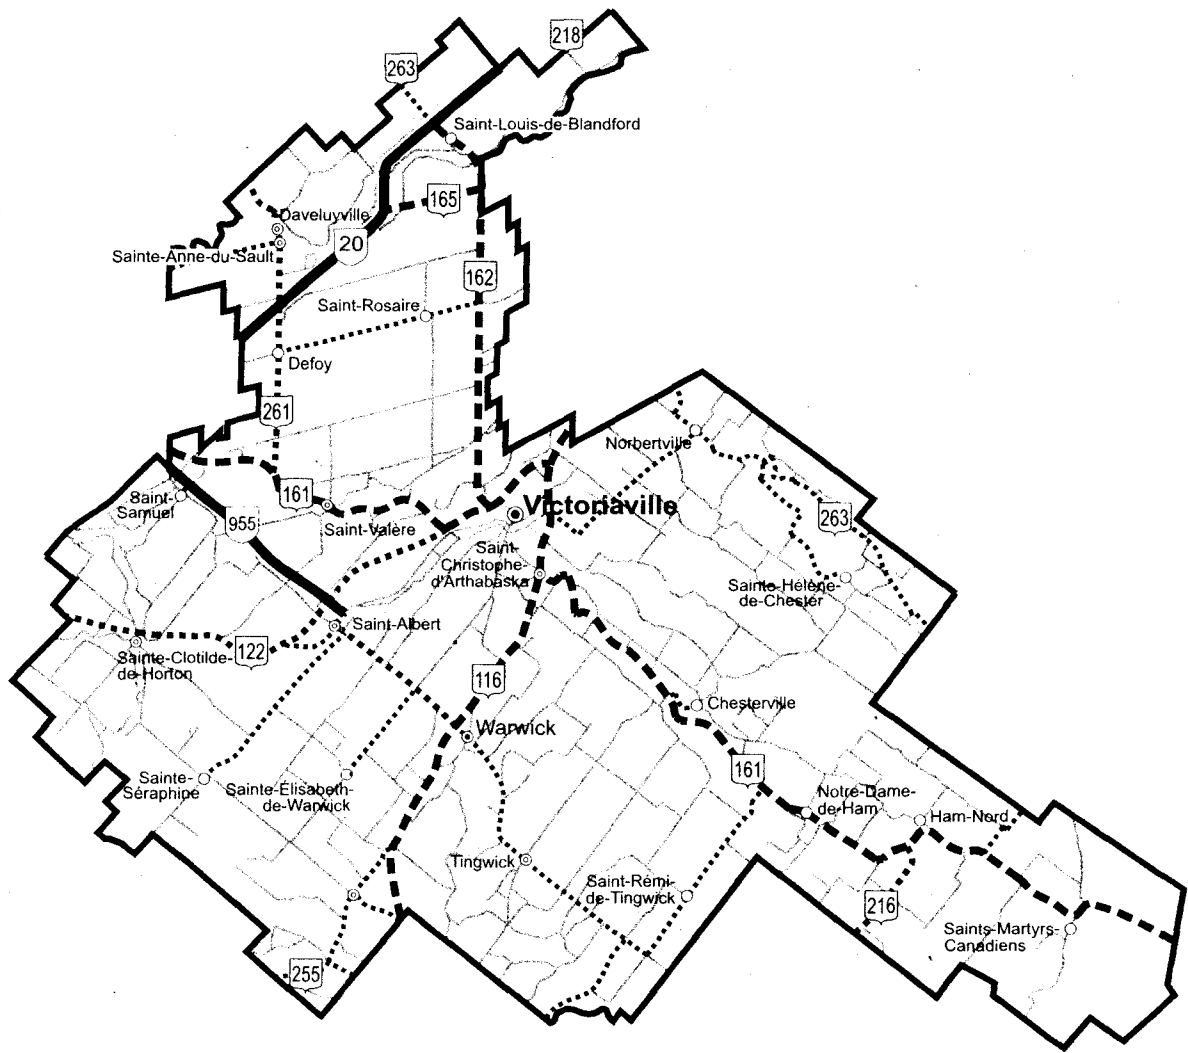 218
263
Saint-Louis-de-Blandford
165
Daveluyville
20
Sainte-Anne-du-Sault
162
Saint-Rosaire
Defoy
261
Norbertville
161
Saint-
Samuel
Victoriaville
955
Saint-Valère
263
Saint-
Christophe-
d'Arthabaska
Sainte-Hélène-
de-Chester
Saint-Albert
122
Sainte-Clotilde-
de-Horton
116
Chesterville
Warwick
161
Sainte-
Séraphine
Sainte-Élisabeth-
de-Warwick
Notre-Dame-
de-Ham
Ham-Nord
Tingwick
Saint-Rémi-
de-Tingwick
216
Saints-Martyrs-
Canadiens
255